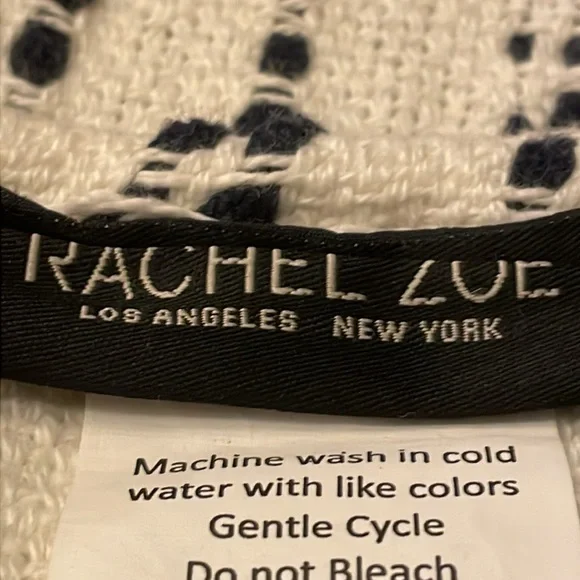 RACHEL ZOE
LOS ANGELES NEW YORK
Machine wash in cold
water with like colors
Gentle Cycle
Do not Bleach